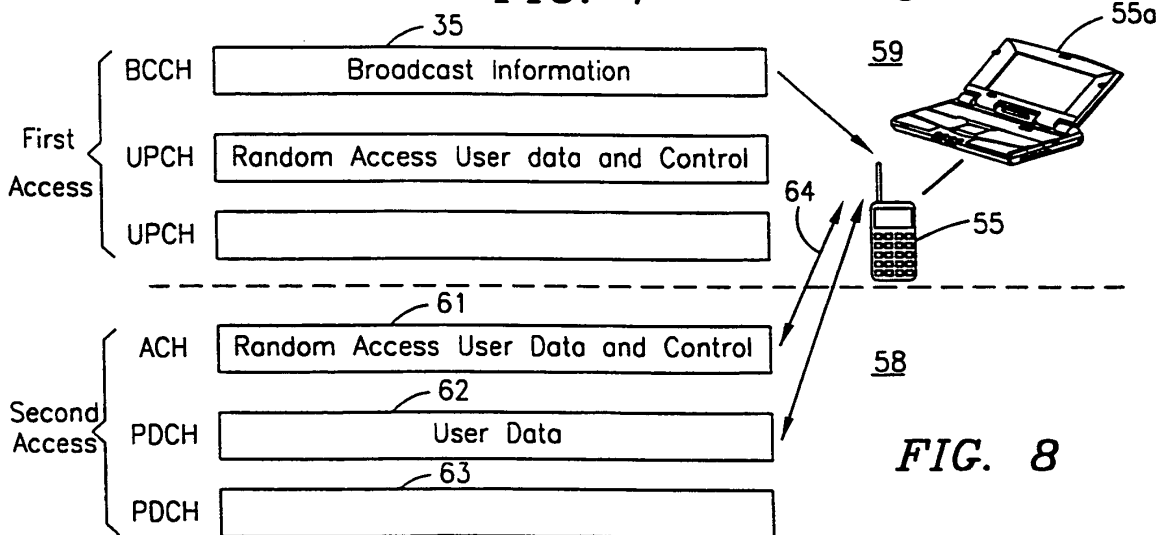 35
55a
BCCH
Broadcast Information
59
First
Access
UPCH
Random Access User data and Control
64
UPCH
55
61
ACH
Random Access User Data and Control
58
62
Second
Access
PDCH
User Data
FIG. 8
63
PDCH